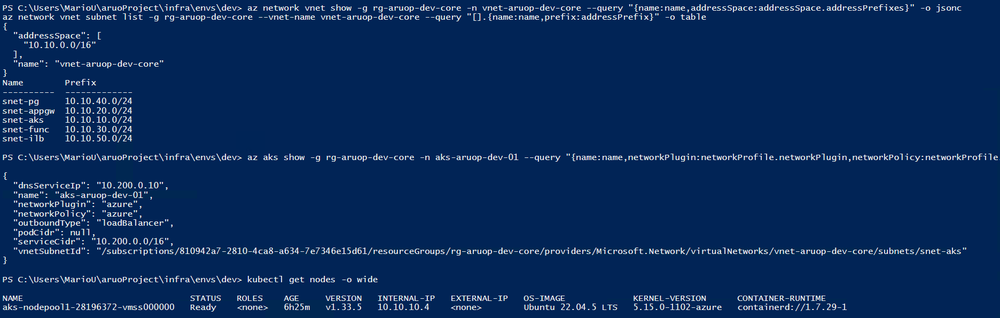 PS C:\Users\MarioU\aruoProject\infra\envs\dev> az network vnet show -g rg-aruop-dev-core -n vnet-aruop-dev-core --query "{name:name,addressSpace:addressSpace.addressPrefixes}" -o jsonc
az network vnet subnet list -g rg-aruop-dev-core --vnet-name vnet-aruop-dev-core --query "[].{name:name,prefix:addressPrefix}" -o table
{
  "addressSpace": [
    "10.10.0.0/16"
  ],
  "name": "vnet-aruop-dev-core"
}
Name        Prefix
----------  -------------
snet-pg     10.10.40.0/24
snet-appgw  10.10.20.0/24
snet-aks    10.10.10.0/24
snet-func   10.10.30.0/24
snet-ilb    10.10.50.0/24
PS C:\Users\MarioU\aruoProject\infra\envs\dev> az aks show -g rg-aruop-dev-core -n aks-aruop-dev-01 --query "{name:name,networkPlugin:networkProfile.networkPlugin,networkPolicy:networkProfile.
{
  "dnsServiceIp": "10.200.0.10",
  "name": "aks-aruop-dev-01",
  "networkPlugin": "azure",
  "networkPolicy": "azure",
  "outboundType": "loadBalancer",
  "podCidr": null,
  "serviceCidr": "10.200.0.0/16",
  "vnetSubnetId": "/subscriptions/810942a7-2810-4ca8-a634-7e7346e15d61/resourceGroups/rg-aruop-dev-core/providers/Microsoft.Network/virtualNetworks/vnet-aruop-dev-core/subnets/snet-aks"
}
PS C:\Users\MarioU\aruoProject\infra\envs\dev> kubectl get nodes -o wide
NAME                                STATUS   ROLES    AGE     VERSION   INTERNAL-IP   EXTERNAL-IP   OS-IMAGE             KERNEL-VERSION      CONTAINER-RUNTIME
aks-nodepool1-28196372-vmss000000   Ready    <none>   6h25m   v1.33.5   10.10.10.4    <none>        Ubuntu 22.04.5 LTS   5.15.0-1102-azure   containerd://1.7.29-1